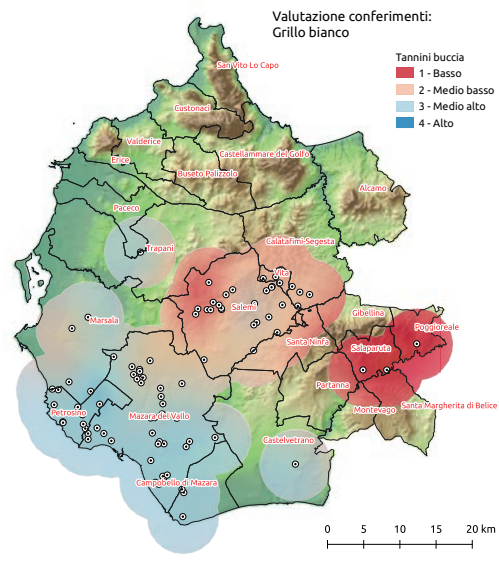 Valutazione conferimenti:
Grillo bianco
Tannini buccia
1 - Basso
2 - Medio basso
3 - Medio alto
4 - Alto
San Vito Lo Capo
Custonaci
Valderice
Erice
Castellammare del Golfo
Buseto Palizzolo
Alcamo
Paceco
Trapani
Calatafimi-Segesta
Vita
Salemi
Marsala
Gibellina
Poggioreale
Santa Ninfa
Salaparuta
Partanna
Petrosino
Mazara del Vallo
Montevago
Santa Margherita di Belice
Castelvetrano
Campobello di Mazara
0 5 10 15 20 km